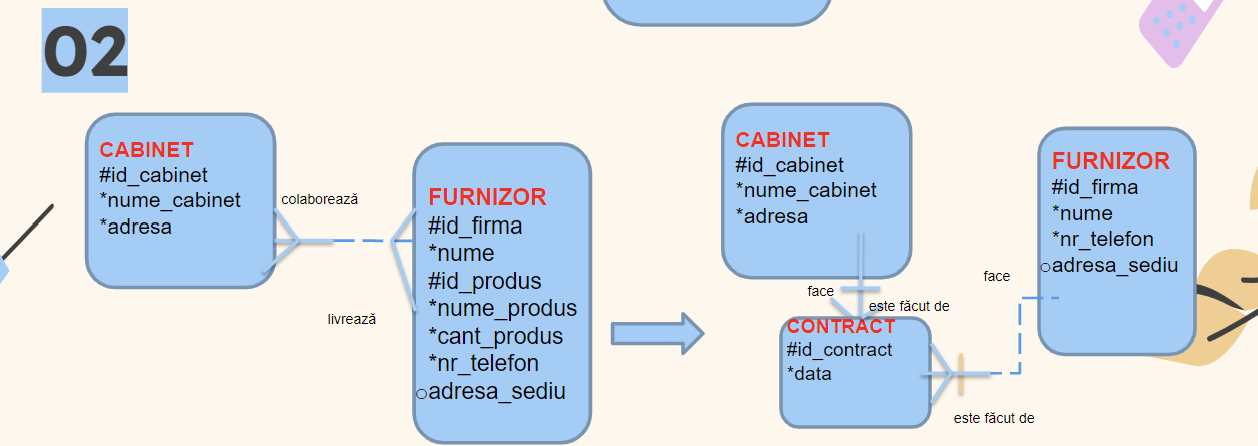 02
CABINET
#id_cabinet
*nume_cabinet
*adresa
colaborează
livrează
FURNIZOR
#id_firma
*nume
#id_produs
*nume_produs
*cant_produs
*nr_telefon
○adresa_sediu
CABINET
#id_cabinet
*nume_cabinet
*adresa
face
este făcut de
CONTRACT
#id_contract
*data
face
este făcut de
FURNIZOR
#id_firma
*nume
*nr_telefon
○adresa_sediu